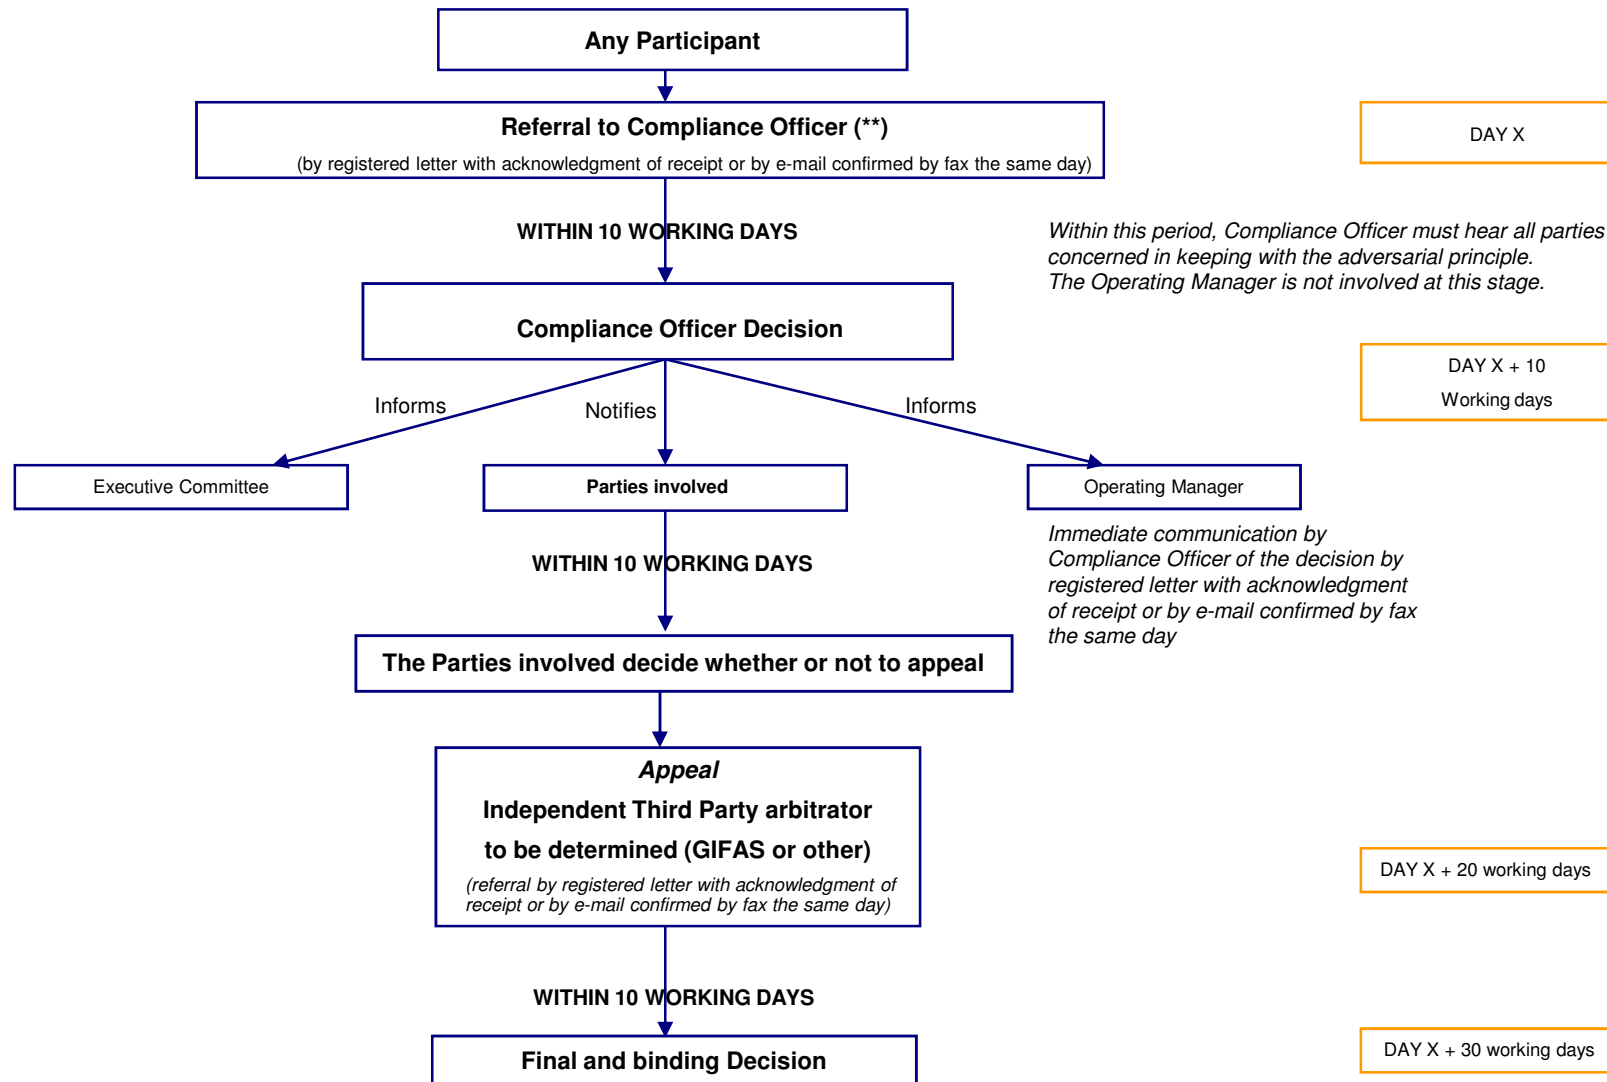 Any Participant
Referral to Compliance Officer (**)
(by registered letter with acknowledgment of receipt or by e-mail confirmed by fax the same day)
DAY X
WITHIN 10 WORKING DAYS
Within this period, Compliance Officer must hear all parties
concerned in keeping with the adversarial principle.
The Operating Manager is not involved at this stage.
Compliance Officer Decision
DAY X + 10
Working days
Informs
Notifies
Informs
Executive Committee
Parties involved
Operating Manager
Immediate communication by
Compliance Officer of the decision by
registered letter with acknowledgment
of receipt or by e-mail confirmed by fax
the same day
WITHIN 10 WORKING DAYS
The Parties involved decide whether or not to appeal
Appeal
Independent Third Party arbitrator
to be determined (GIFAS or other)
(referral by registered letter with acknowledgment of
receipt or by e-mail confirmed by fax the same day)
DAY X + 20 working days
WITHIN 10 WORKING DAYS
Final and binding Decision
DAY X + 30 working days